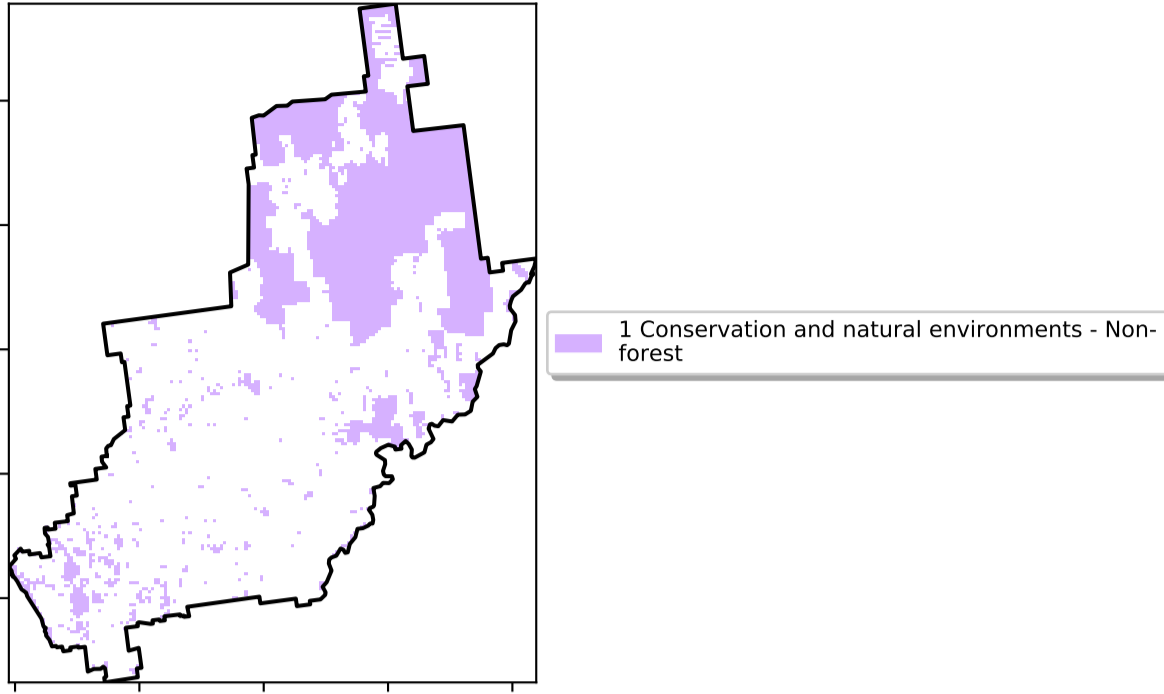 1 Conservation and natural environments - Non-
forest